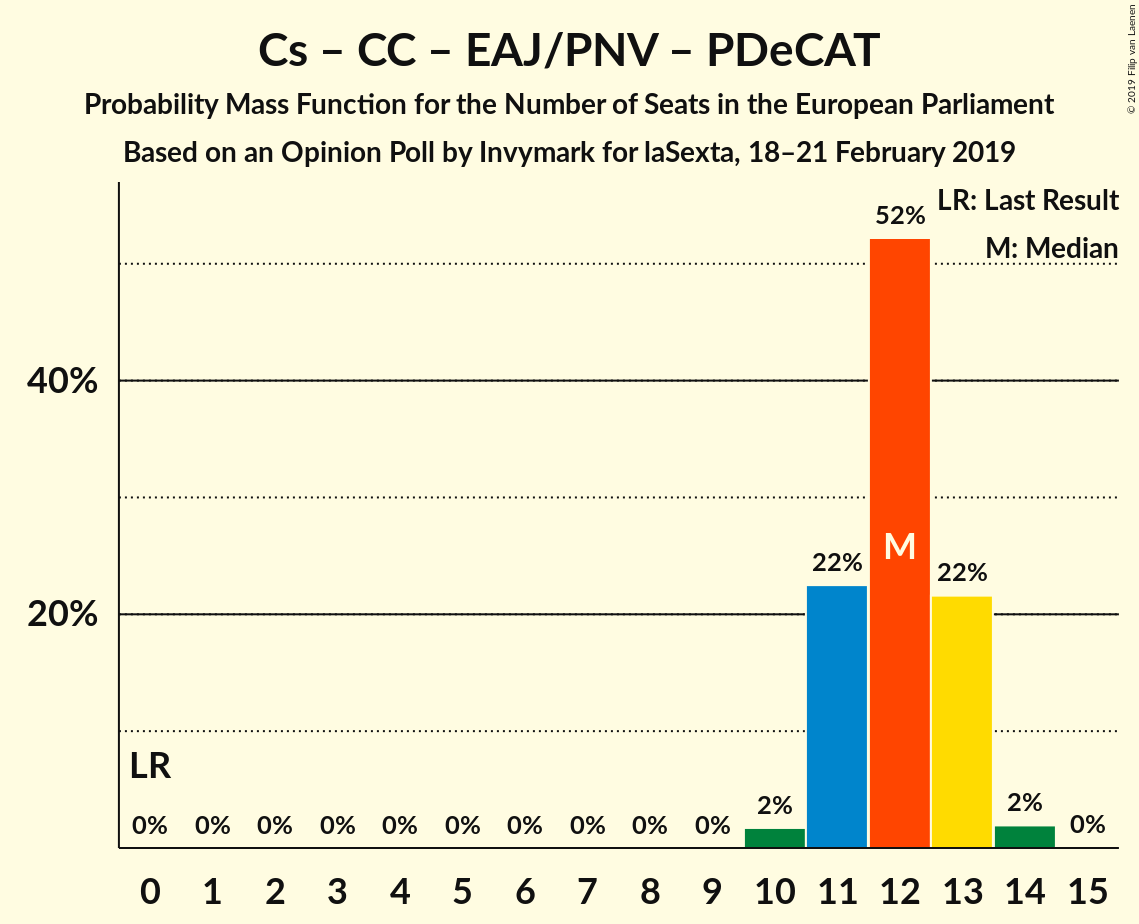 Cs – CC – EAJ/PNV – PDeCAT
Probability Mass Function for the Number of Seats in the European Parliament
Based on an Opinion Poll by Invymark for laSexta, 18–21 February 2019
© 2019 Filip van Laenen
LR: Last Result
M: Median
52%
40%
22%
M
22%
20%
LR
0% 0% 0% 0% 0% 0% 0% 0% 0% 0% 2% 2% 0%
0 1 2 3 4 5 6 7 8 9 10 11 12 13 14 15